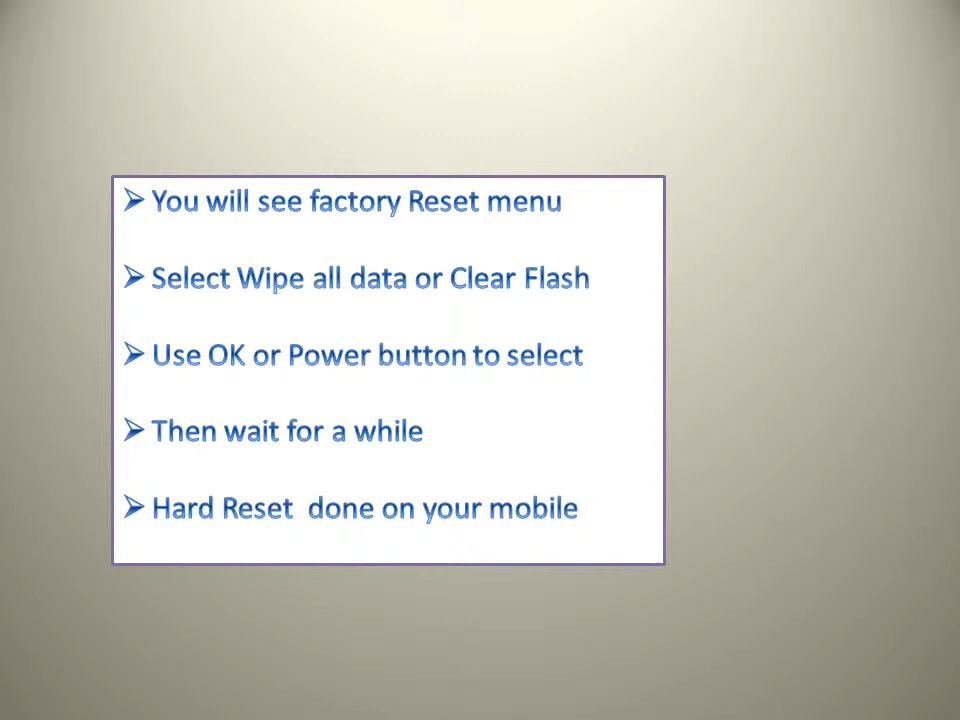 ➢ You will see factory Reset menu
➢ Select Wipe all data or Clear Flash
➢ Use OK or Power button to select
➢ Then wait for a while
➢ Hard Reset  done on your mobile